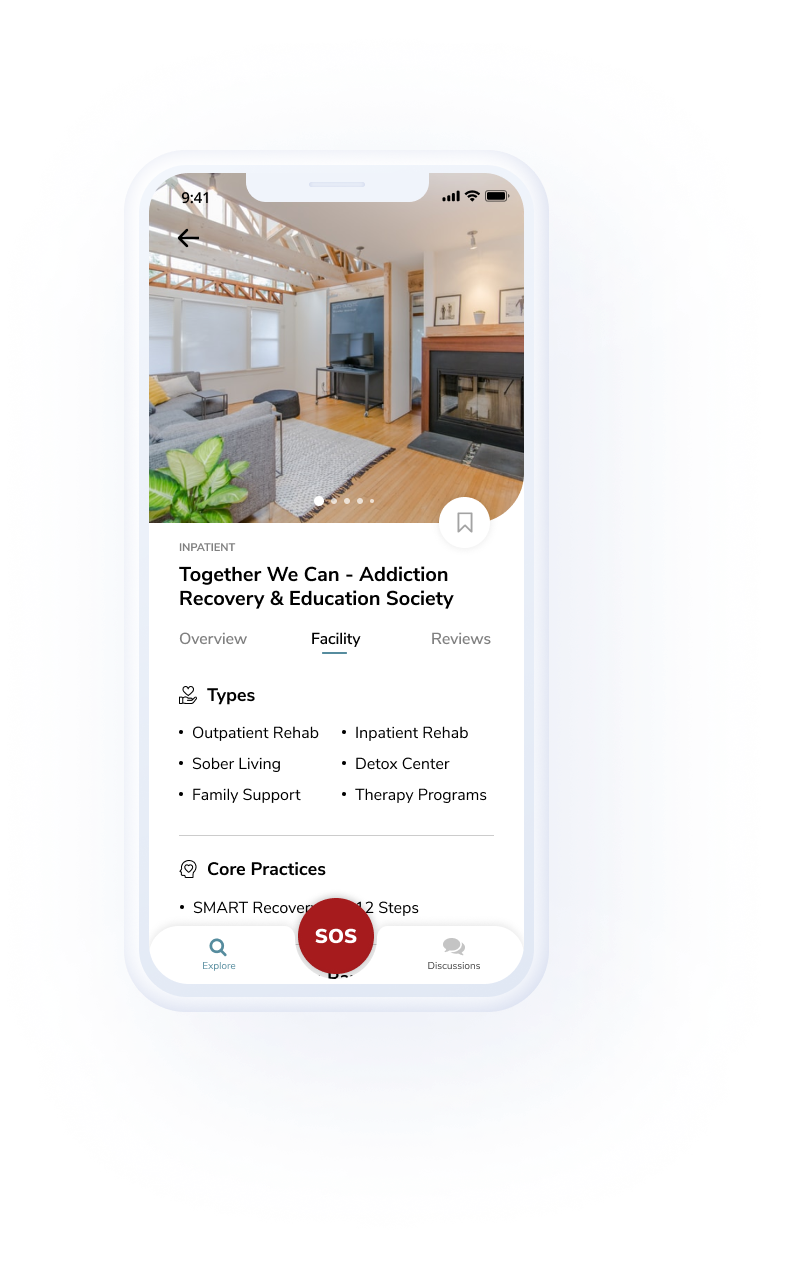 9:41
INPATIENT
Together We Can - Addiction
Recovery & Education Society
Overview Facility Reviews
Types
Outpatient Rehab
Inpatient Rehab
Sober Living
Detox Center
Family Support
Therapy Programs
Core Practices
SMART Recovery
12 Steps
SOS
Explore
Discussions